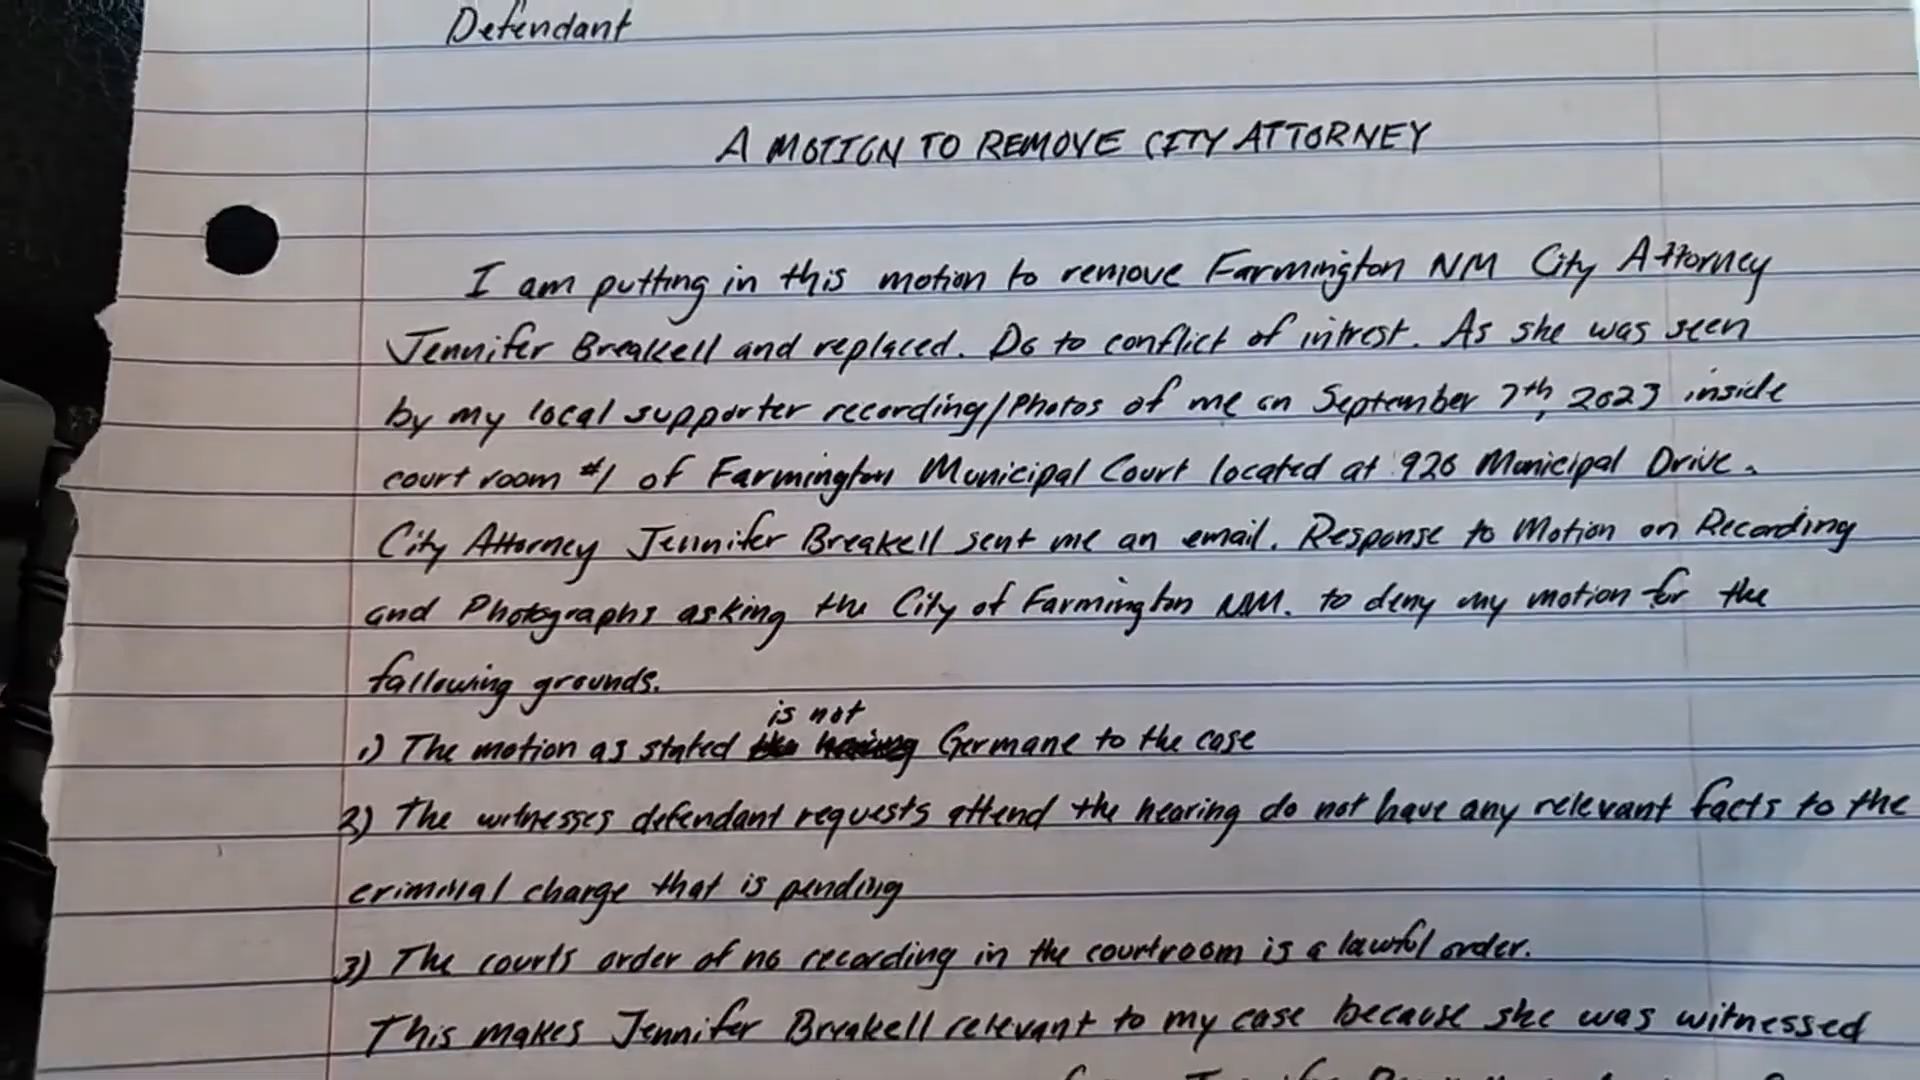 Defendant
A MOTION TO REMOVE CITY ATTORNEY
I am putting in this motion to remove Farmington NM City Attorney
Jennifer Breakell and replaced. Do to conflict of intrest. As she was seen
by my local supporter recording/Photos of me on September 7th, 2023 inside
court room #1 of Farmington Municipal Court located at 926 Municipal Drive.
City Attorney Jennifer Breakell sent me an email. Response to Motion on Recording
and Photographs asking the City of Farmington NM. to deny my motion for the
following grounds.
is not
1) The motion as stated Germane to the case
2) The witnesses defendant requests attend the hearing do not have any relevant facts to the
criminal charge that is pending
3) The courts order of no recording in the courtroom is a lawful order.
This makes Jennifer Breakell relevant to my case because she was witnessed